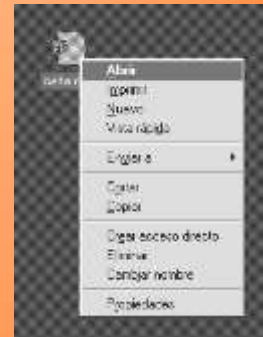 Abrir
Imprimir
Nuevo
Vista rápida
Enviar a
Cortar
Copiar
Crear acceso directo
Eliminar
Cambiar nombre
Propiedades